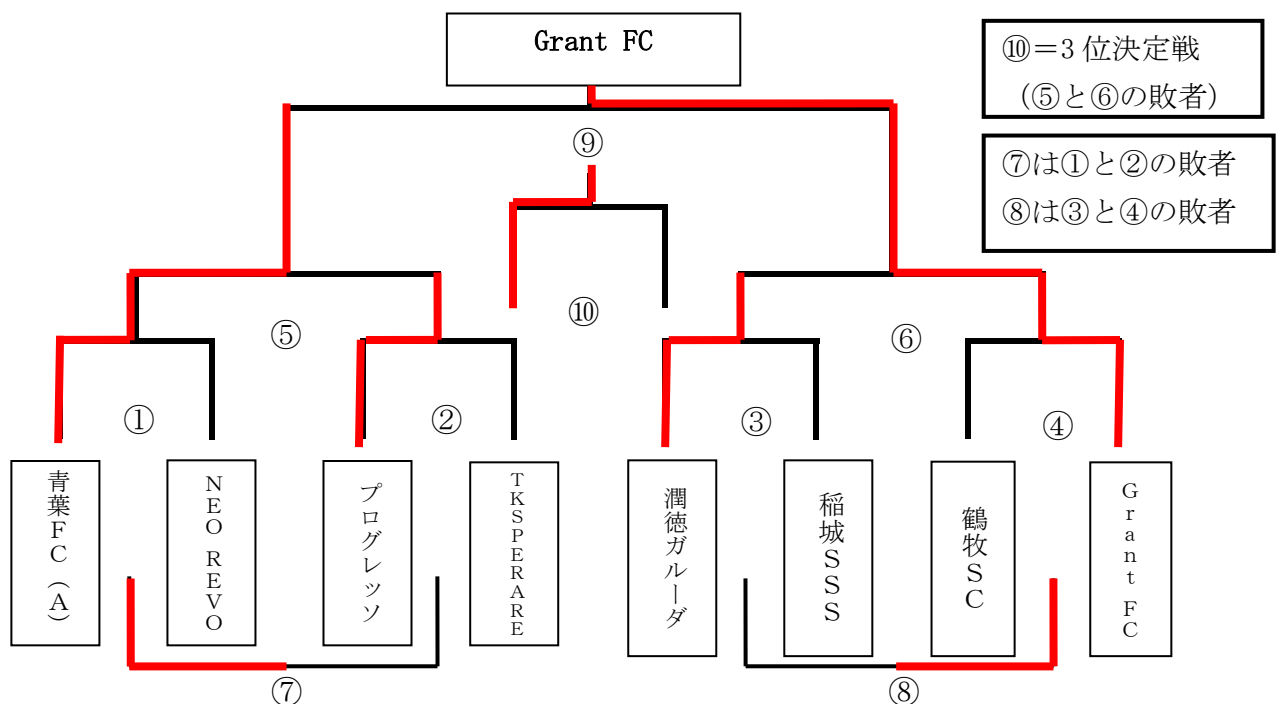 Grant FC
⑩=3 位決定戦
(⑤と⑥の敗者)
⑦は①と②の敗者
⑧は③と④の敗者
⑨
⑩
⑤
⑥
①
②
③
④
青葉FC(A)
NEO REVO
プログレッソ
TKSPERARE
潤徳ガルーダ
稲城SSS
鶴牧SC
Grant FC
⑦
⑧